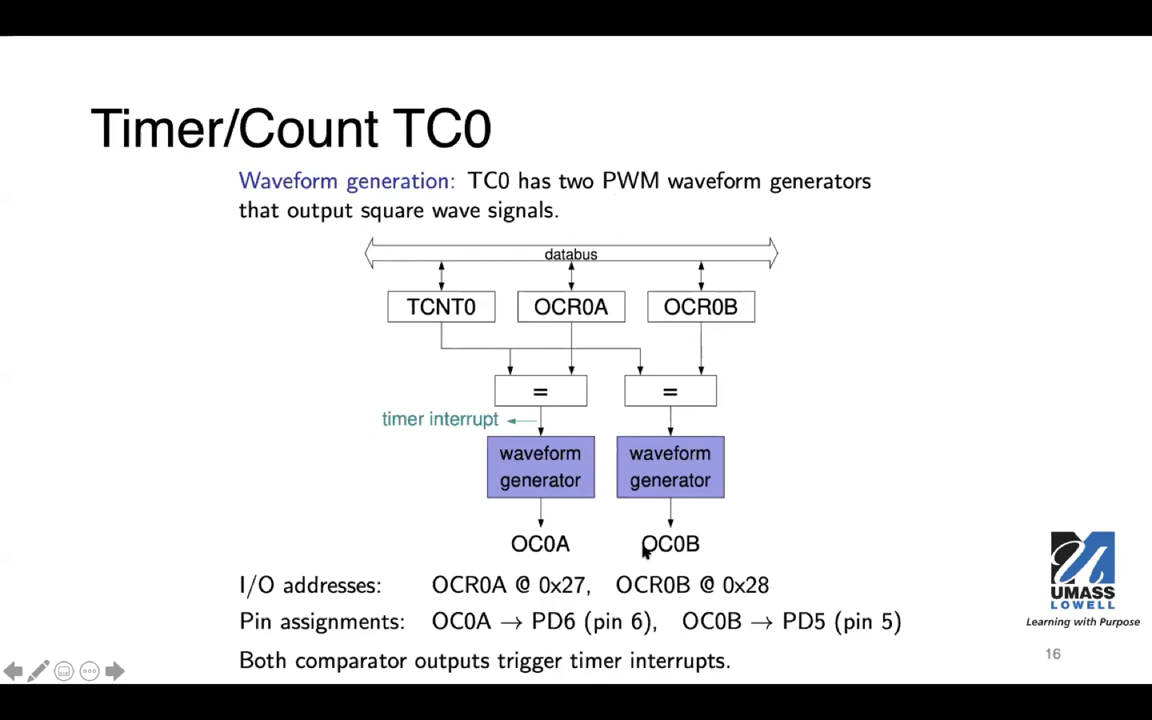 Timer/Count TC0
Waveform generation: TC0 has two PWM waveform generators
that output square wave signals.
databus
TCNT0 OCR0A OCR0B
= =
timer interrupt
waveform generator
waveform generator
OC0A OC0B
I/O addresses: OCR0A @ 0x27, OCR0B @ 0x28
Pin assignments: OC0A → PD6 (pin 6), OC0B → PD5 (pin 5)
Both comparator outputs trigger timer interrupts.
UMASS
LOWELL
Learning with Purpose
16